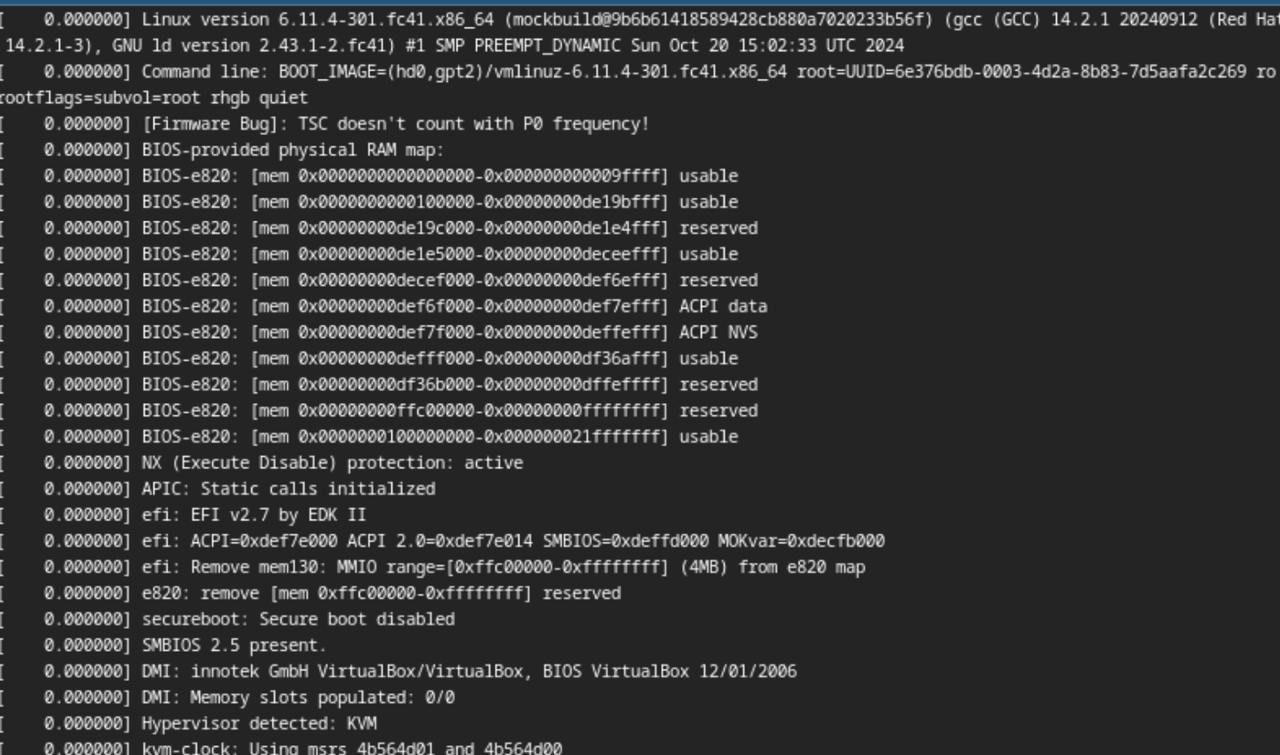 [    0.000000] Linux version 6.11.4-301.fc41.x86_64 (mockbuild@9b6b61418589428cb880a7020233b56f) (gcc (GCC) 14.2.1 20240912 (Red Hat
14.2.1-3), GNU ld version 2.43.1-2.fc41) #1 SMP PREEMPT_DYNAMIC Sun Oct 20 15:02:33 UTC 2024
[    0.000000] Command line: BOOT_IMAGE=(hd0,gpt2)/vmlinuz-6.11.4-301.fc41.x86_64 root=UUID=6e376bdb-0003-4d2a-8b83-7d5aafa2c269 ro
rootflags=subvol=root rhgb quiet
[    0.000000] [Firmware Bug]: TSC doesn't count with P0 frequency!
[    0.000000] BIOS-provided physical RAM map:
[    0.000000] BIOS-e820: [mem 0x0000000000000000-0x000000000009ffff] usable
[    0.000000] BIOS-e820: [mem 0x0000000000100000-0x00000000de19bfff] usable
[    0.000000] BIOS-e820: [mem 0x00000000de19c000-0x00000000de1e4fff] reserved
[    0.000000] BIOS-e820: [mem 0x00000000de1e5000-0x00000000deceefff] usable
[    0.000000] BIOS-e820: [mem 0x00000000decef000-0x00000000def6efff] reserved
[    0.000000] BIOS-e820: [mem 0x00000000def6f000-0x00000000def7efff] ACPI data
[    0.000000] BIOS-e820: [mem 0x00000000def7f000-0x00000000deffefff] ACPI NVS
[    0.000000] BIOS-e820: [mem 0x00000000defff000-0x00000000df36afff] usable
[    0.000000] BIOS-e820: [mem 0x00000000df36b000-0x00000000dffeffff] reserved
[    0.000000] BIOS-e820: [mem 0x00000000ffc00000-0x00000000ffffffff] reserved
[    0.000000] BIOS-e820: [mem 0x0000000100000000-0x000000021fffffff] usable
[    0.000000] NX (Execute Disable) protection: active
[    0.000000] APIC: Static calls initialized
[    0.000000] efi: EFI v2.7 by EDK II
[    0.000000] efi: ACPI=0xdef7e000 ACPI 2.0=0xdef7e014 SMBIOS=0xdeffd000 MOKvar=0xdecfb000
[    0.000000] efi: Remove mem130: MMIO range=[0xffc00000-0xffffffff] (4MB) from e820 map
[    0.000000] e820: remove [mem 0xffc00000-0xffffffff] reserved
[    0.000000] secureboot: Secure boot disabled
[    0.000000] SMBIOS 2.5 present.
[    0.000000] DMI: innotek GmbH VirtualBox/VirtualBox, BIOS VirtualBox 12/01/2006
[    0.000000] DMI: Memory slots populated: 0/0
[    0.000000] Hypervisor detected: KVM
[    0.000000] kvm-clock: Using msrs 4b564d01 and 4b564d00